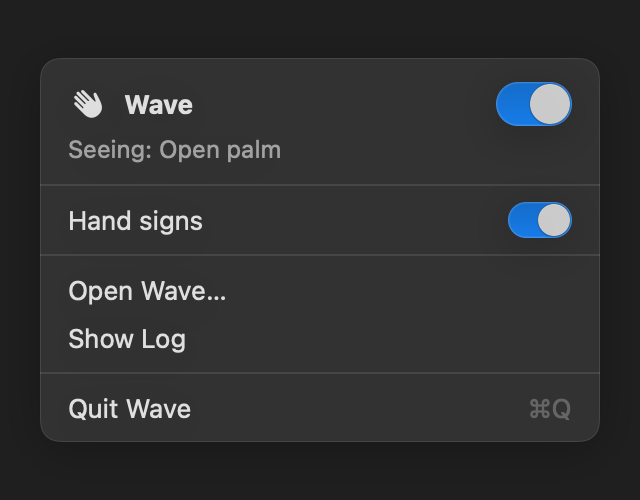 Wave
Seeing: Open palm
Hand signs
Open Wave...
Show Log
Quit Wave ⌘Q